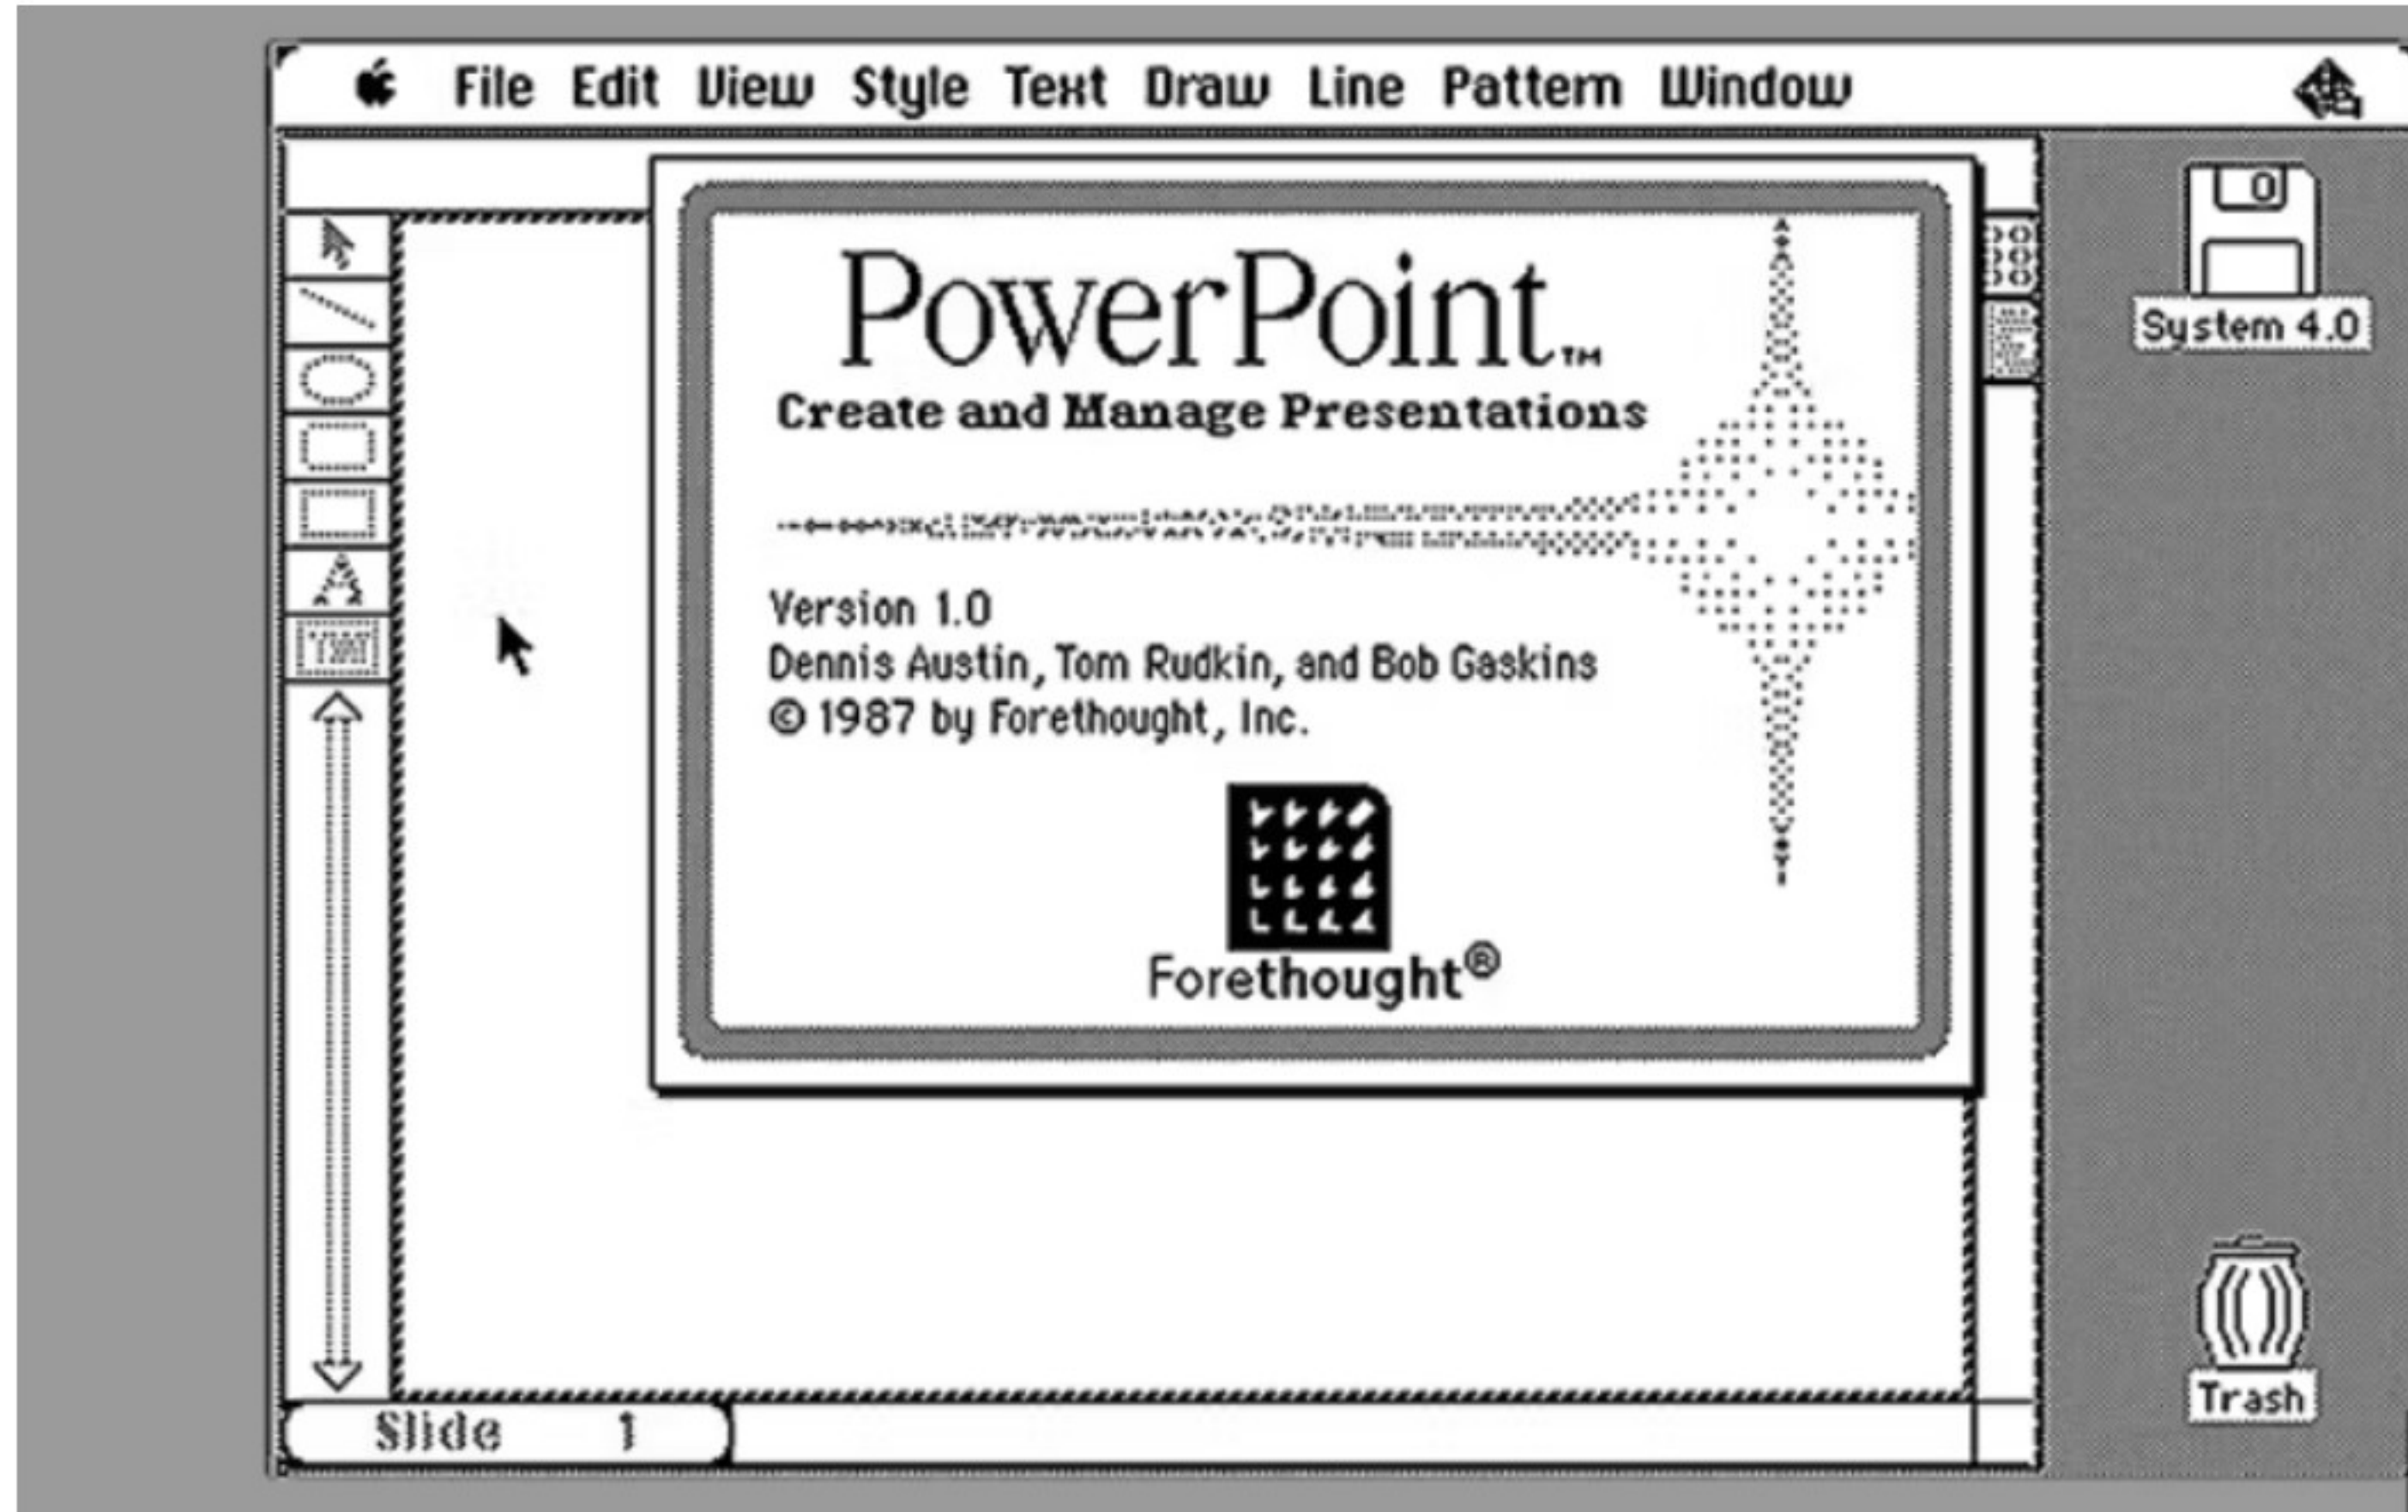 File Edit View Style Text Draw Line Pattern Window
System 4.0
PowerPoint™
Create and Manage Presentations
Version 1.0
Dennis Austin, Tom Rudkin, and Bob Gaskins
© 1987 by Forethought, Inc.
Forethought®
A
Trash
Slide 1